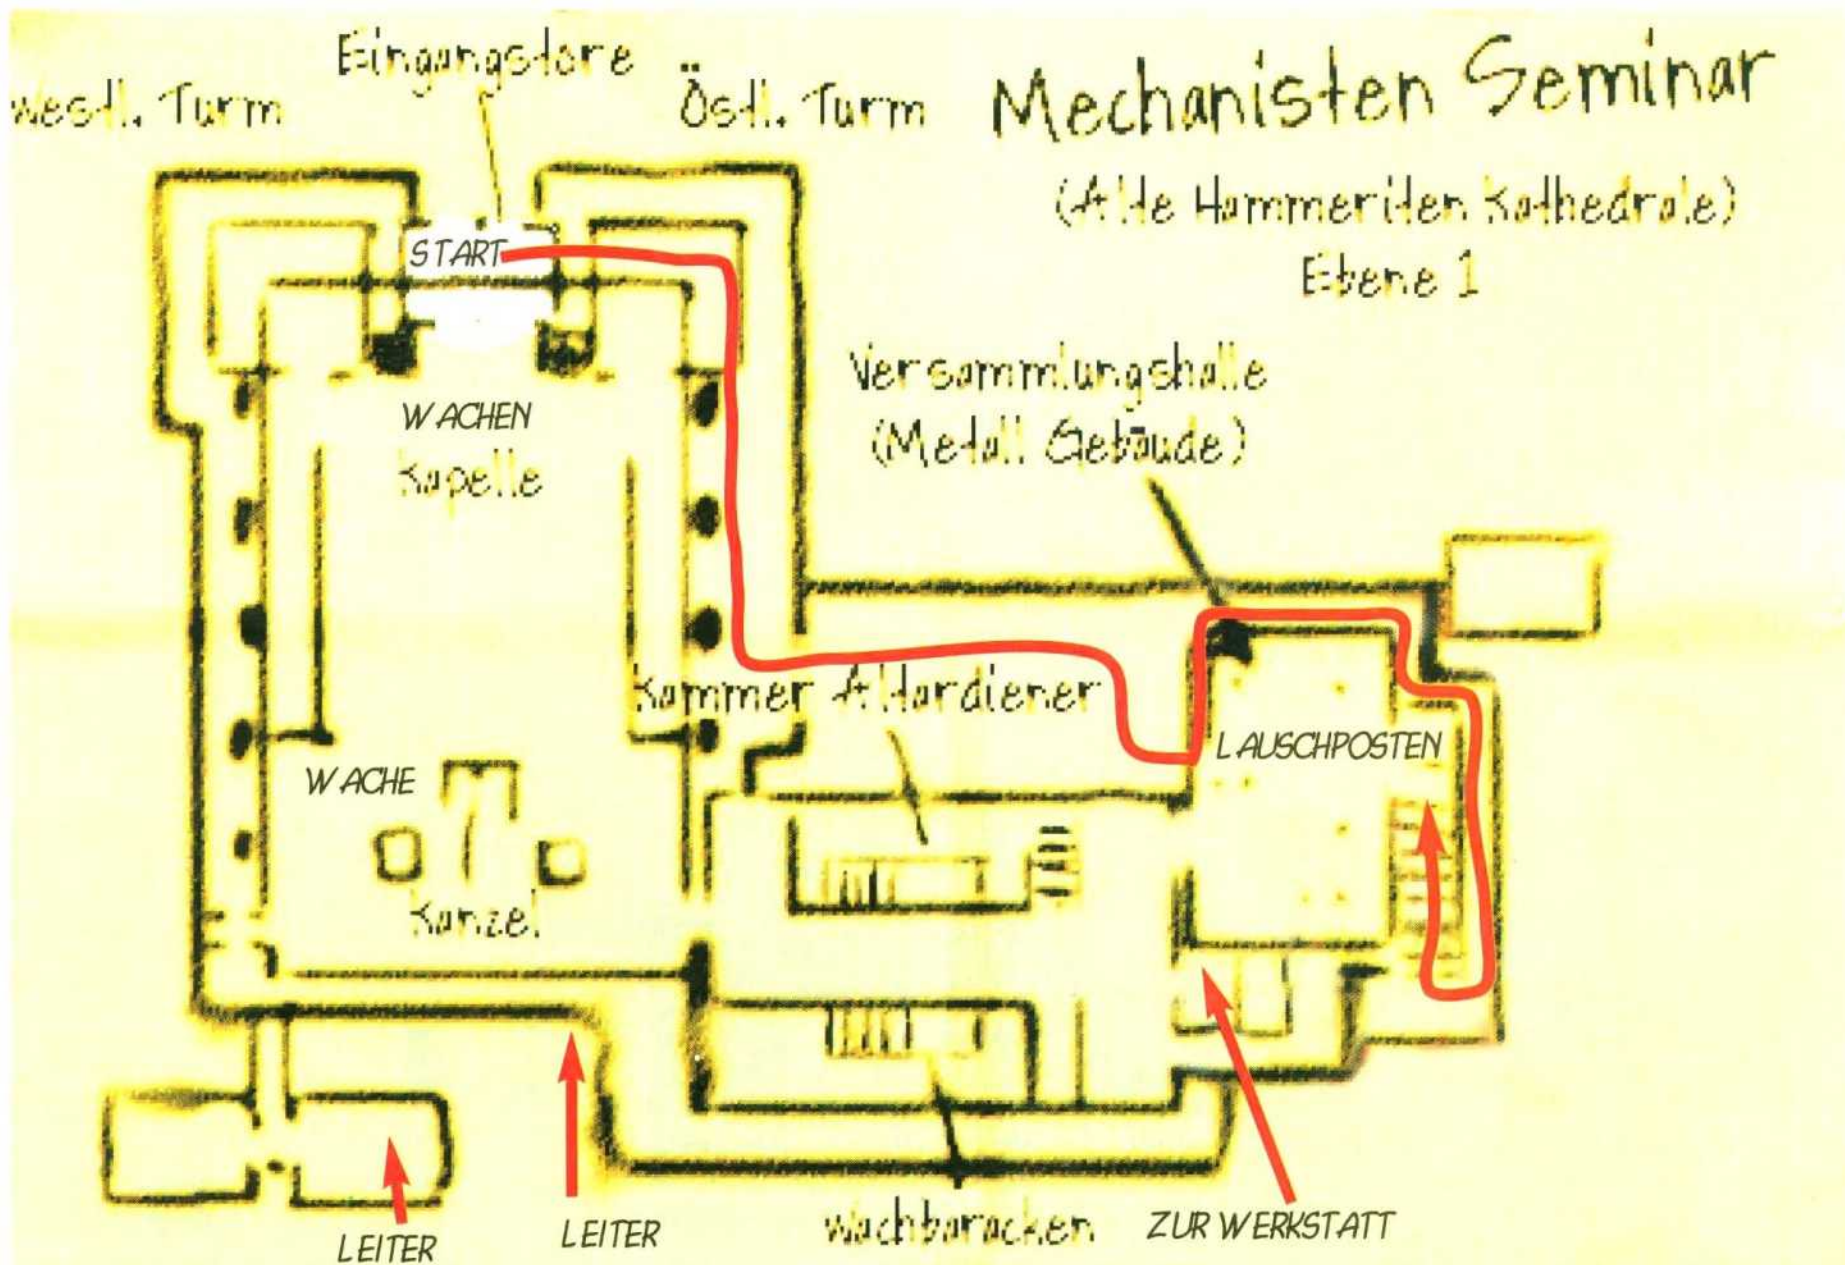 Eingangstore
Westl. Turm
Östl. Turm
Mechanisten Seminar
(Alte Hammeriten Kathedrale)
Ebene 1
START
Versammlungshalle
(Metall Gebäude)
WACHEN
Kapelle
Kammer Altardiener
LAUSCHPOSTEN
WACHE
Kanzel
LEITER
LEITER
Wachbaracken
ZUR WERKSTATT